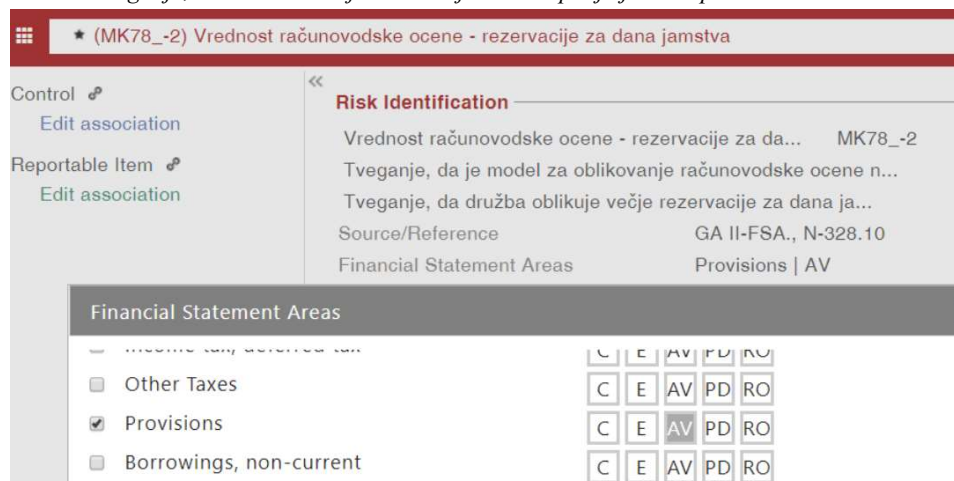 ★ (MK78_-2) Vrednost računovodske ocene - rezervacije za dana jamstva
Control
Edit association
Reportable Item
Edit association
«
Risk Identification
Vrednost računovodske ocene - rezervacije za da... MK78_-2
Tveganje, da je model za oblikovanje računovodske ocene n...
Tveganje, da družba oblikuje večje rezervacije za dana ja...
Source/Reference GA II-FSA., N-328.10
Financial Statement Areas Provisions | AV
Financial Statement Areas
Income tax, deferred tax C E AV PD RO
Other Taxes C E AV PD RO
Provisions C E AV PD RO
Borrowings, non-current C E AV PD RO